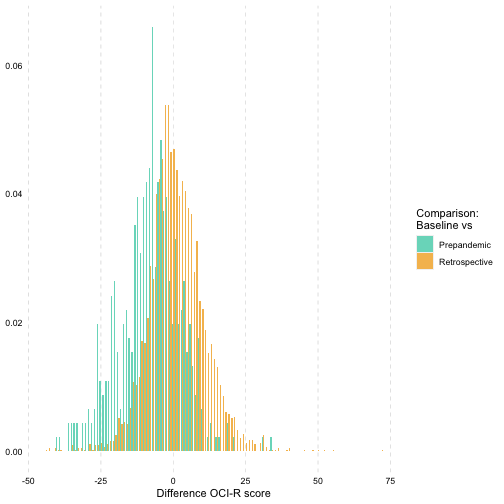 0.06
0.04
0.02
0.00
-50
-25
0
25
50
75
Difference OCI-R score
Comparison:
Baseline vs
Prepandemic
Retrospective